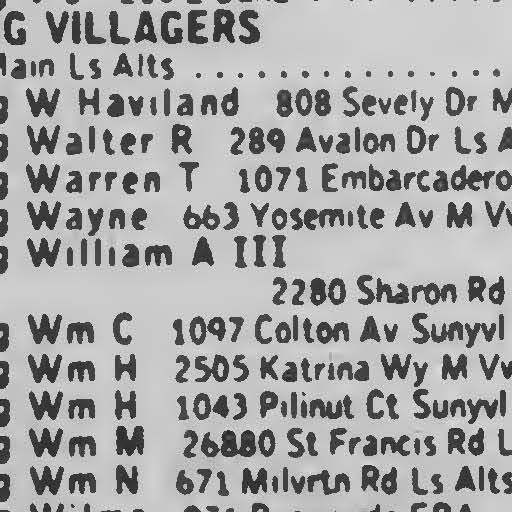 G VILLAGERS
Main Ls Alts
g W Haviland 808 Sevely Dr M
g Walter R 289 Avalon Dr Ls A
g Warren T 1071 Embarcadero
g Wayne 663 Yosemite Av M Vw
g William A III
2280 Sharon Rd
g Wm C 1097 Colton Av Sunyvl
g Wm H 2505 Katrina Wy M Vw
g Wm H 1043 Pilinut Ct Sunyvl
g Wm M 26880 St Francis Rd L
g Wm N 671 Milvrtn Rd Ls Alts